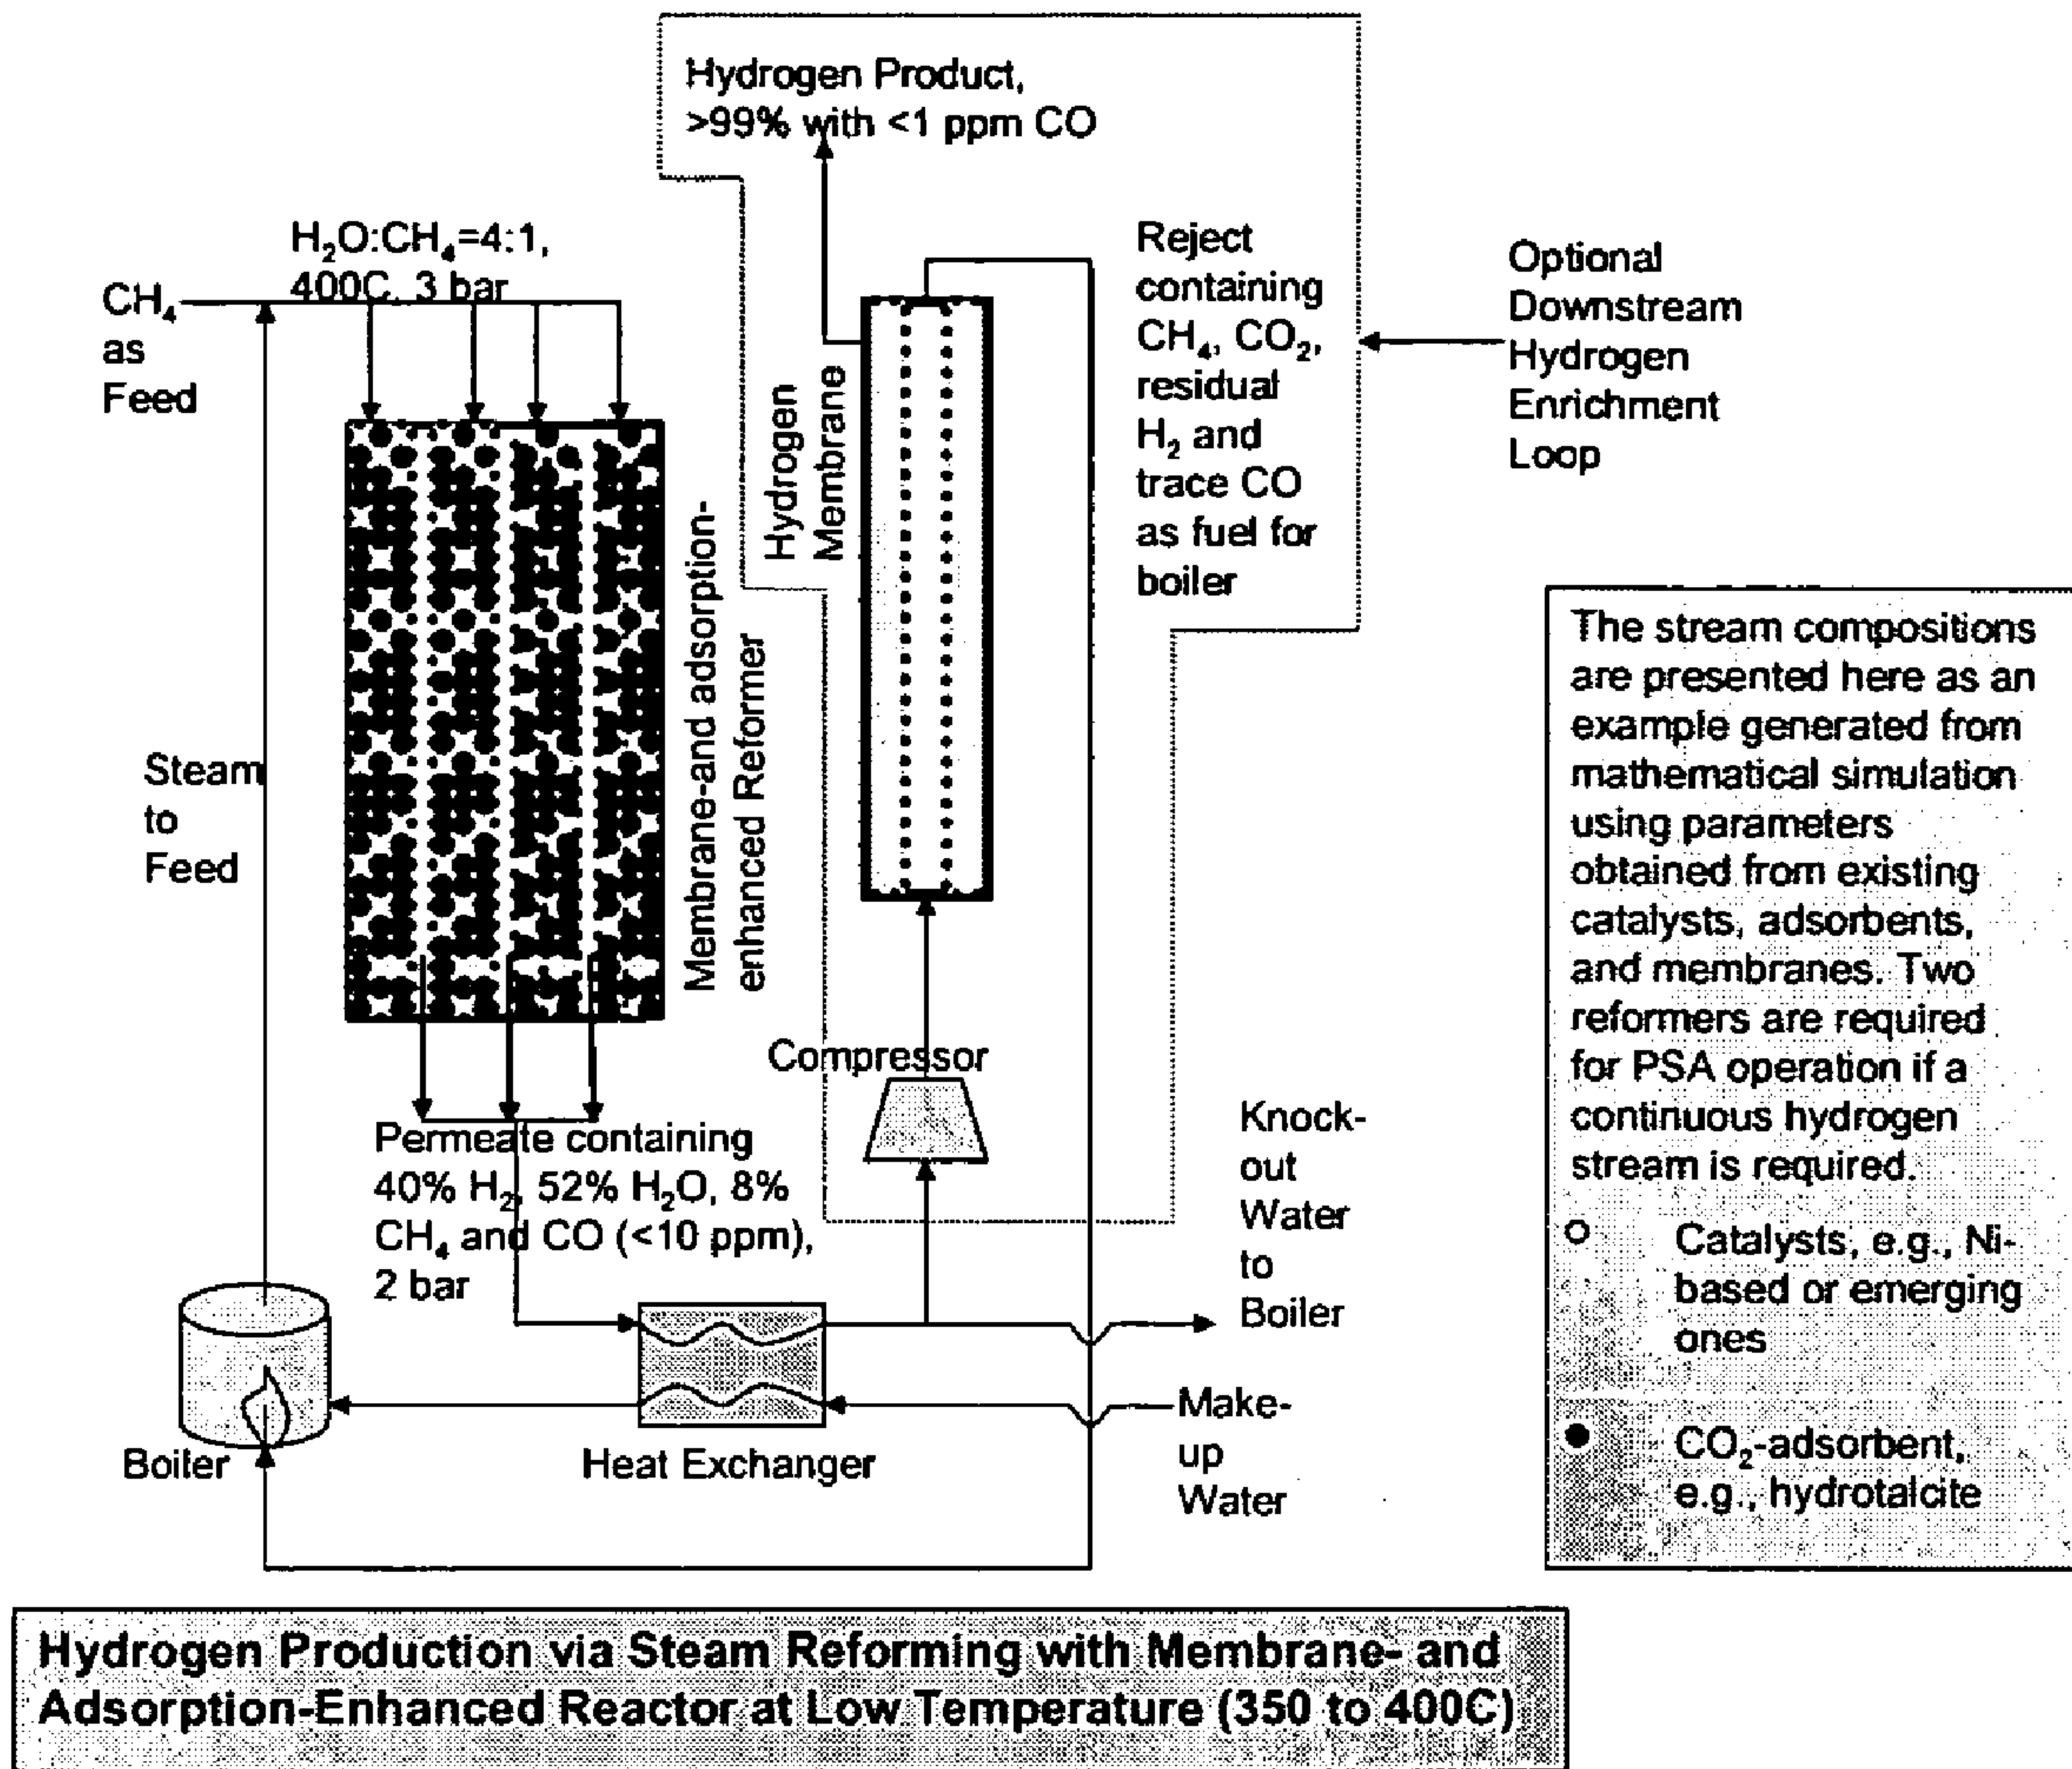 Hydrogen Product,
>99% with <1 ppm CO
H₂O:CH₄=4:1,
400C, 3 bar
CH₄
as
Feed
Reject
containing
CH₄, CO₂,
residual
H₂ and
trace CO
as fuel for
boiler
Optional
Downstream
Hydrogen
Enrichment
Loop
Hydrogen
Membrane
Membrane-and adsorption-
enhanced Reformer
Steam
to
Feed
Compressor
Permeate containing
40% H₂, 52% H₂O, 8%
CH₄ and CO (<10 ppm),
2 bar
Knock-
out
Water
to
Boiler
Make-
up
Water
Boiler
Heat Exchanger
The stream compositions
are presented here as an
example generated from
mathematical simulation
using parameters
obtained from existing
catalysts, adsorbents,
and membranes. Two
reformers are required
for PSA operation if a
continuous hydrogen
stream is required.
Catalysts, e.g., Ni-
based or emerging
ones
CO₂-adsorbent,
e.g., hydrotalcite
Hydrogen Production via Steam Reforming with Membrane- and
Adsorption-Enhanced Reactor at Low Temperature (350 to 400C)